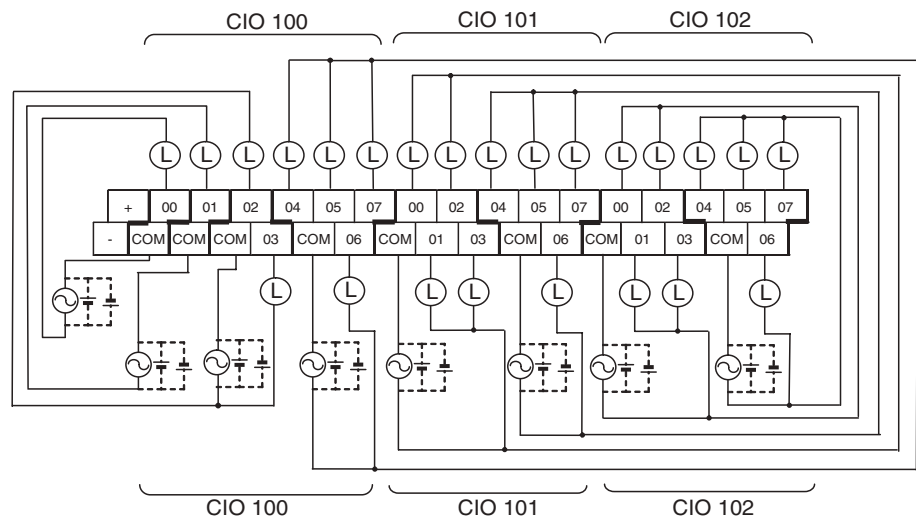 CIO 100 CIO 101 CIO 102
L L L L L L L L L L L L L L L L
+ 00 01 02 04 05 07 00 02 04 05 07 00 02 04 05 07
- COM COM COM 03 COM 06 COM 01 03 COM 06 COM 01 03 COM 06
L L L L L L L L
CIO 100 CIO 101 CIO 102